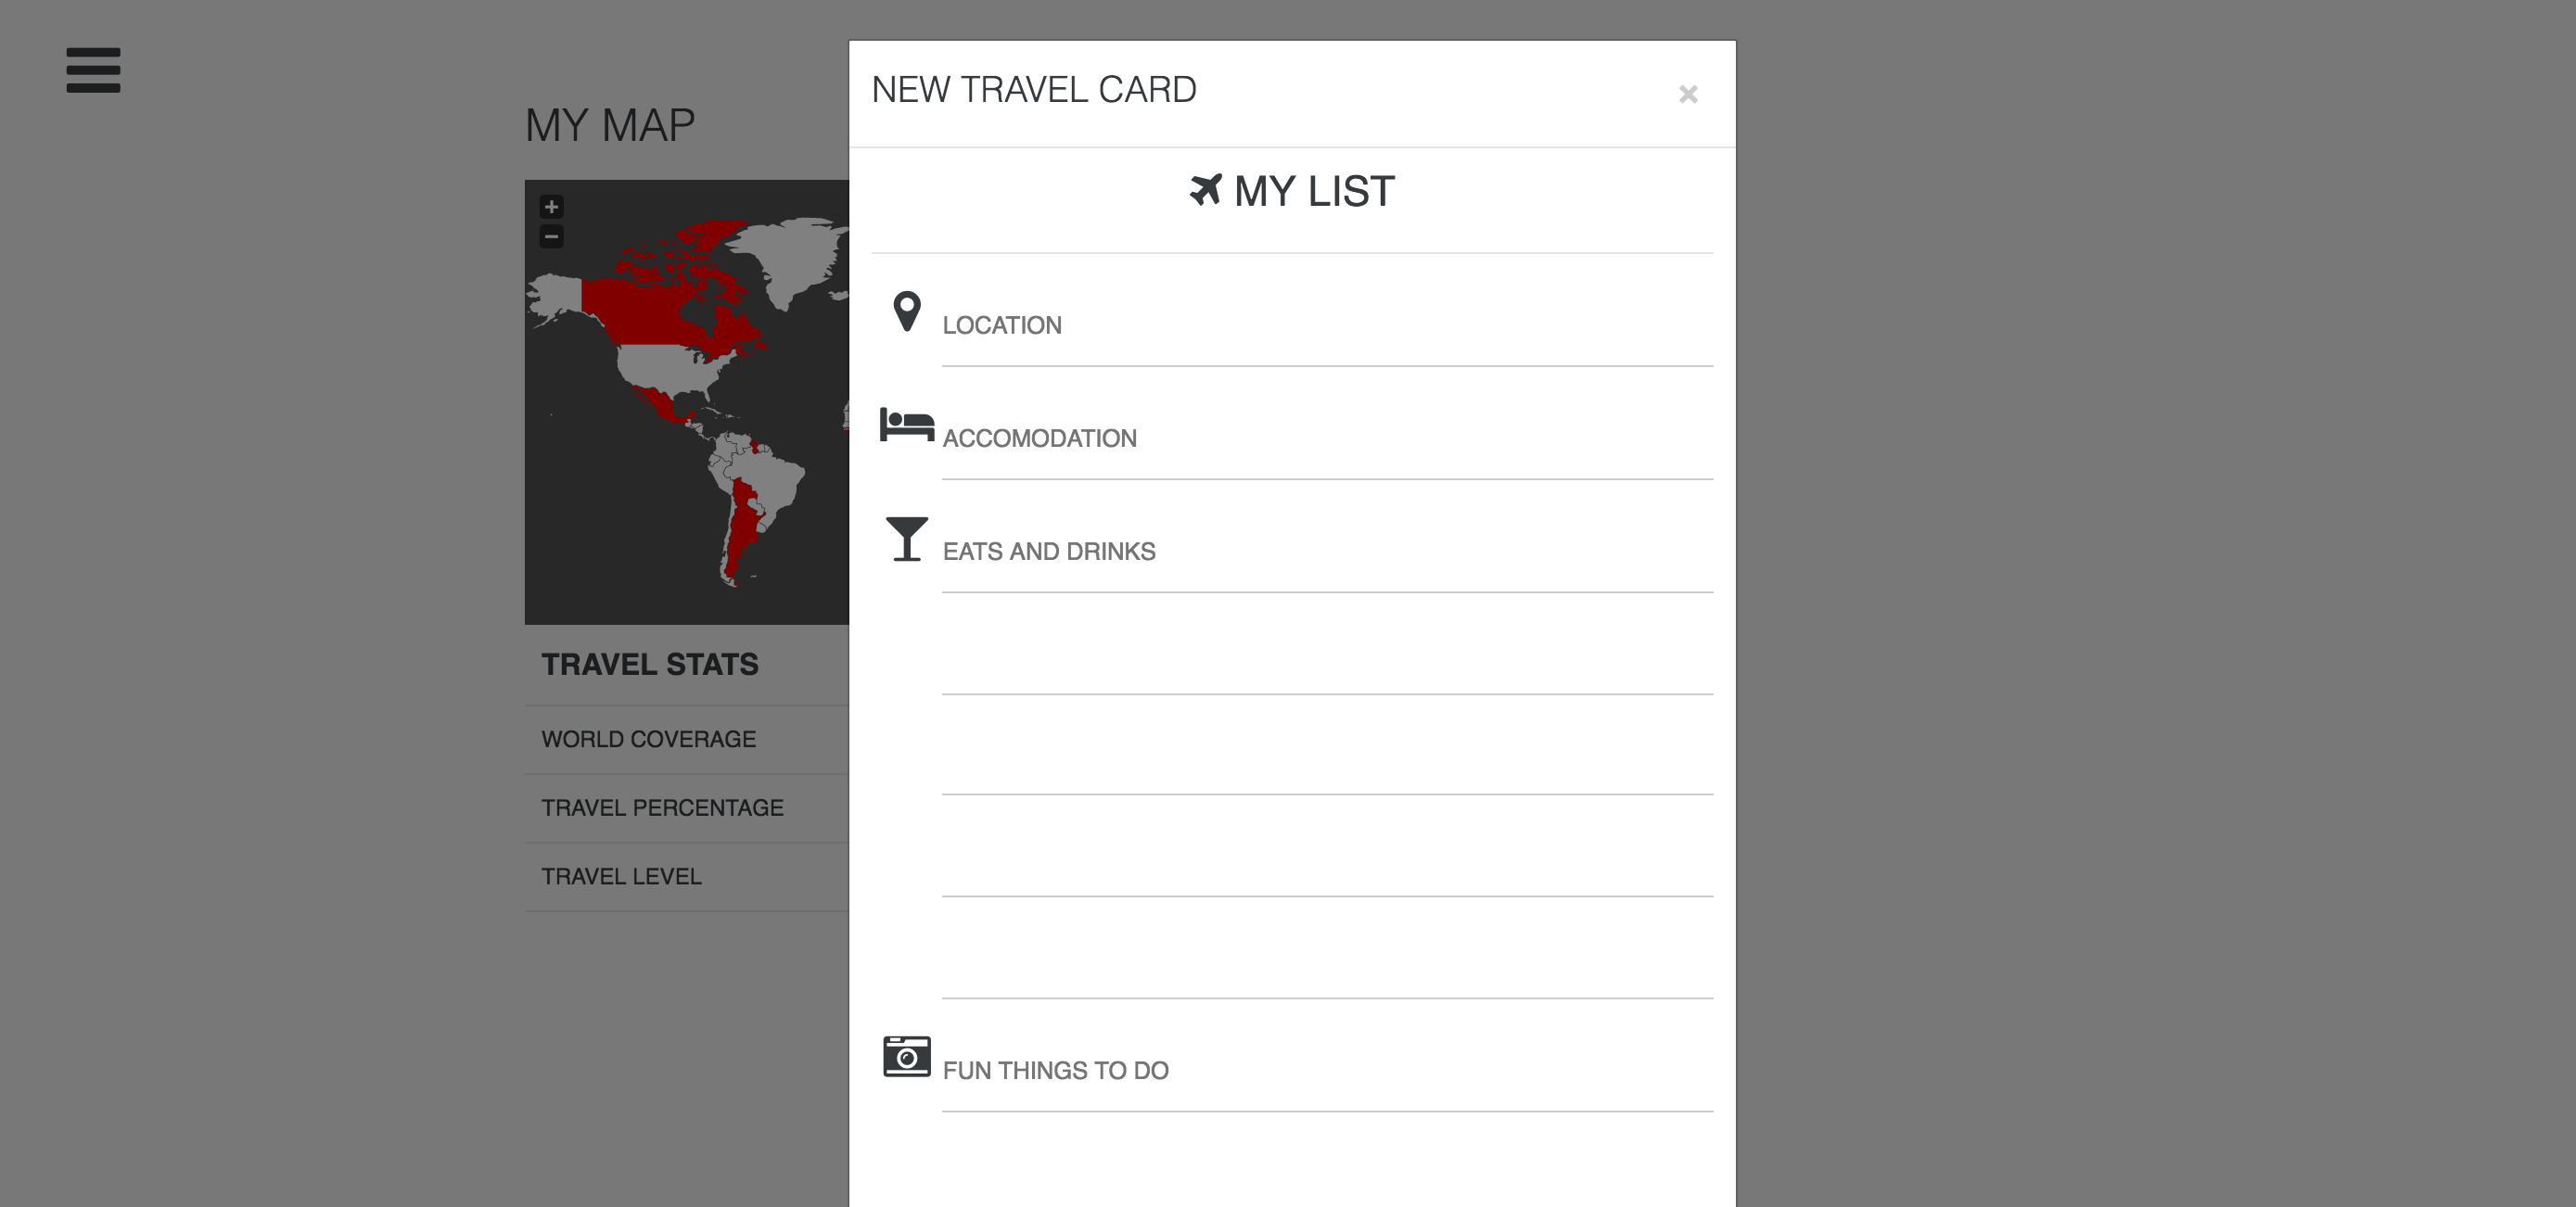 MY MAP
TRAVEL STATS
WORLD COVERAGE
TRAVEL PERCENTAGE
TRAVEL LEVEL
NEW TRAVEL CARD
MY LIST
LOCATION
ACCOMODATION
EATS AND DRINKS
FUN THINGS TO DO